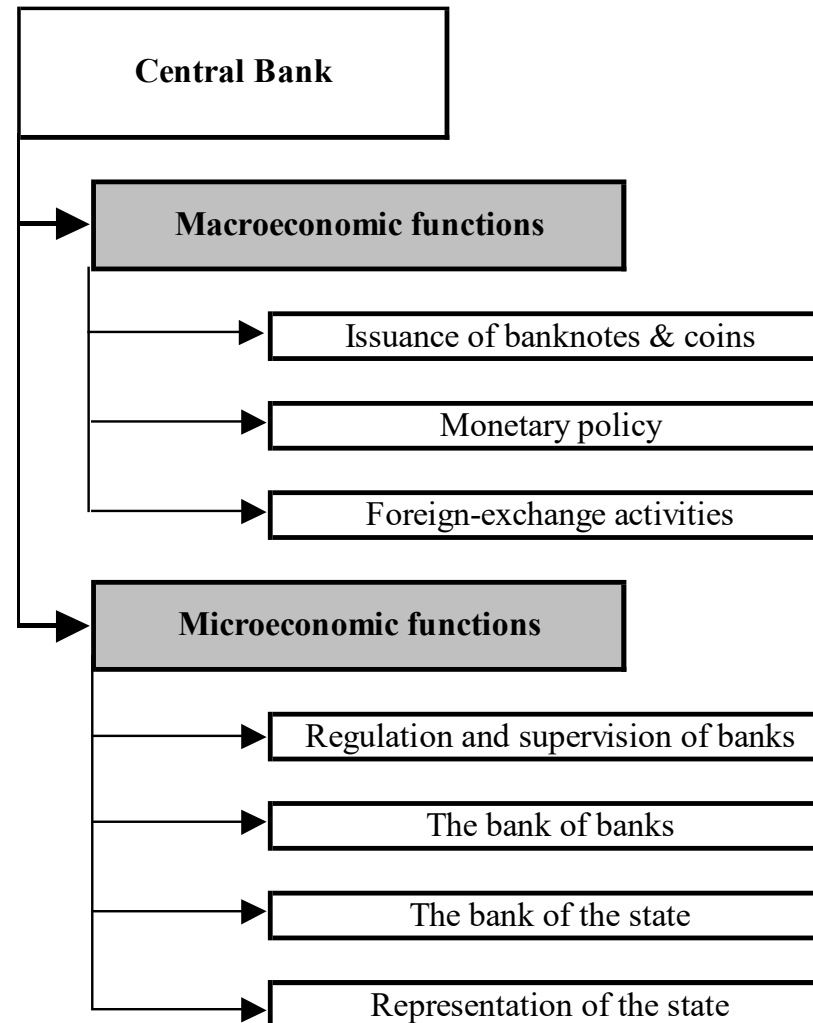 Central Bank
Macroeconomic functions
Issuance of banknotes & coins
Monetary policy
Foreign-exchange activities
Microeconomic functions
Regulation and supervision of banks
The bank of banks
The bank of the state
Representation of the state